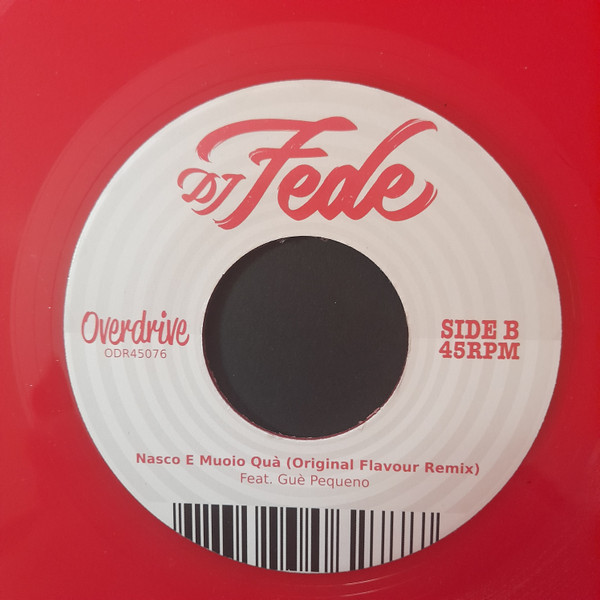 DJ Fede
Overdrive
ODR45076
SIDE B
45RPM
Nasco E Muoio Quà (Original Flavour Remix)
Feat. Guè Pequeno